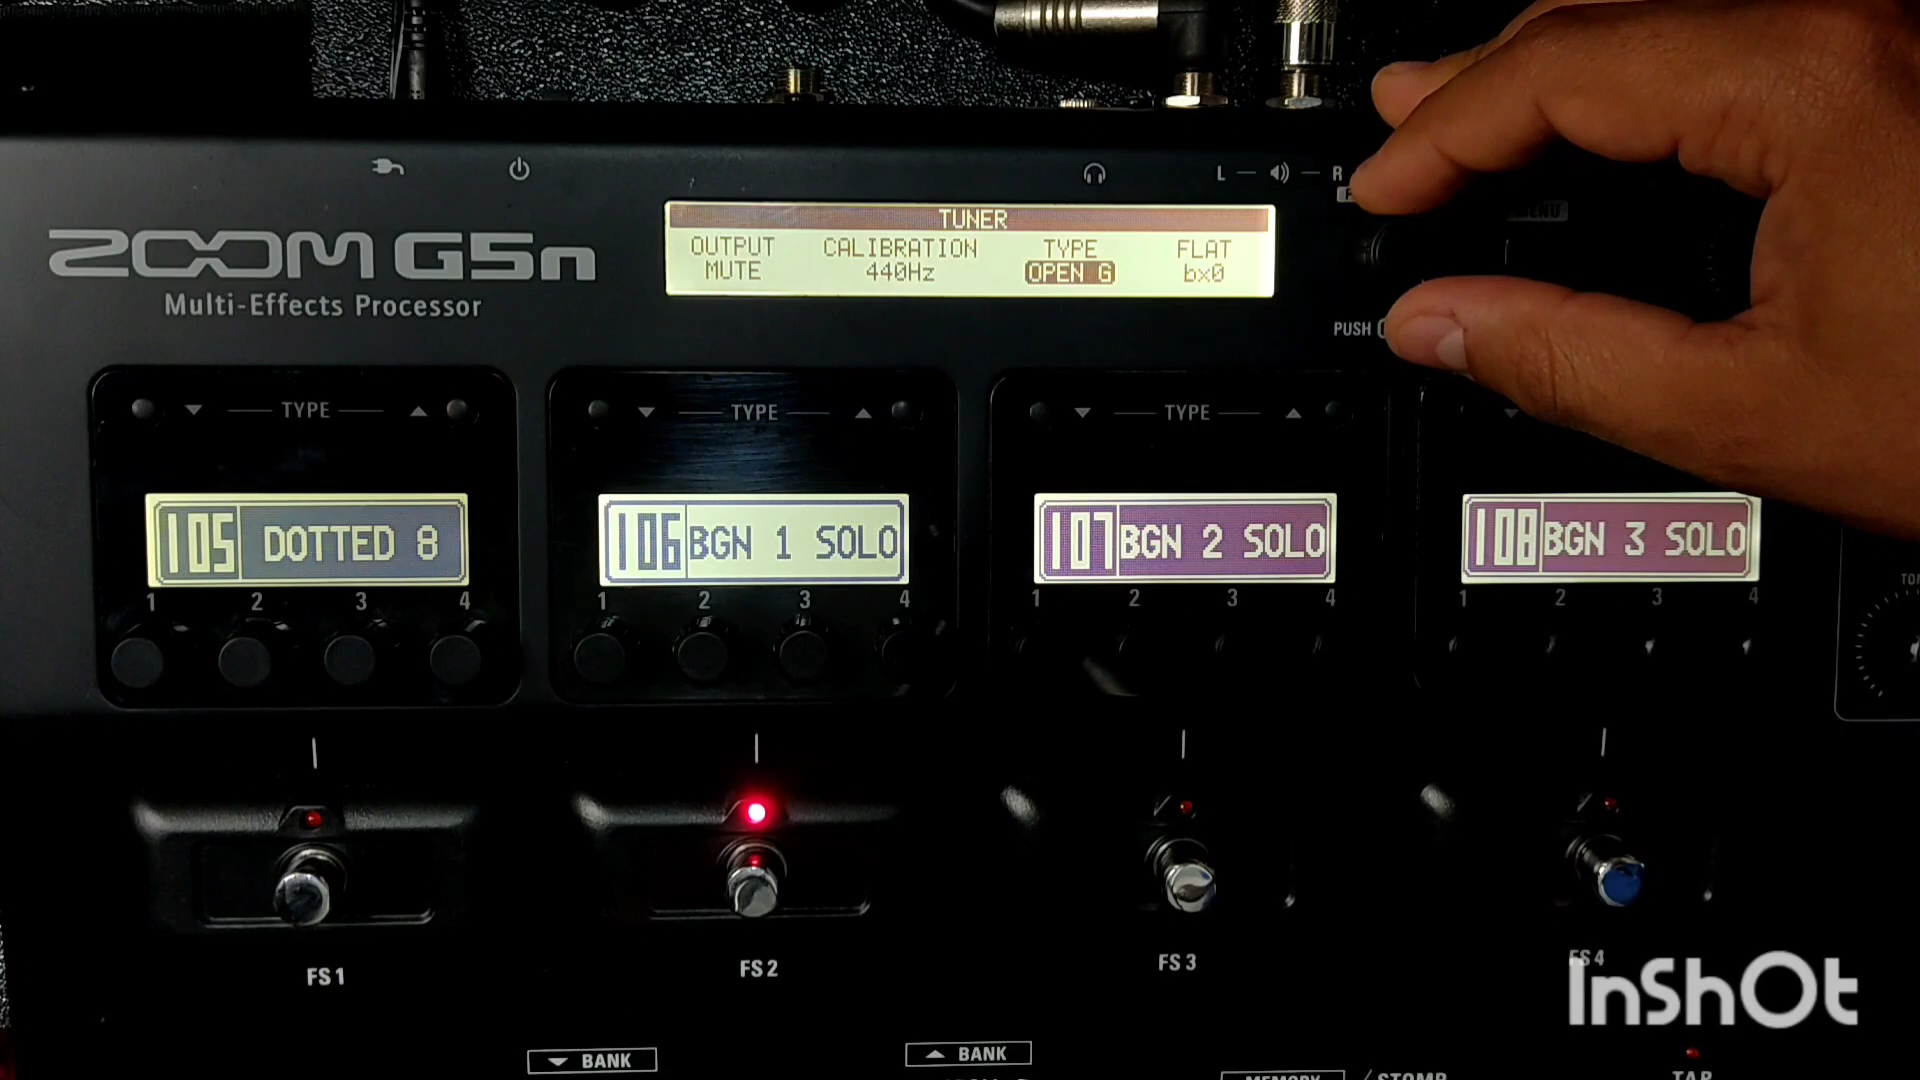 L R
ZOOM G5n
Multi-Effects Processor
TUNER
OUTPUT CALIBRATION TYPE FLAT
MUTE 440Hz OPEN G bx0
MENU
PUSH
TYPE TYPE TYPE
105 DOTTED 8
106 BGN 1 SOLO
107 BGN 2 SOLO
108 BGN 3 SOLO
1 2 3 4 1 2 3 4 1 2 3 4 1 2 3 4
FS1 FS2 FS3 FS4
InShOt
BANK BANK
MEMORY / STOMP TAP